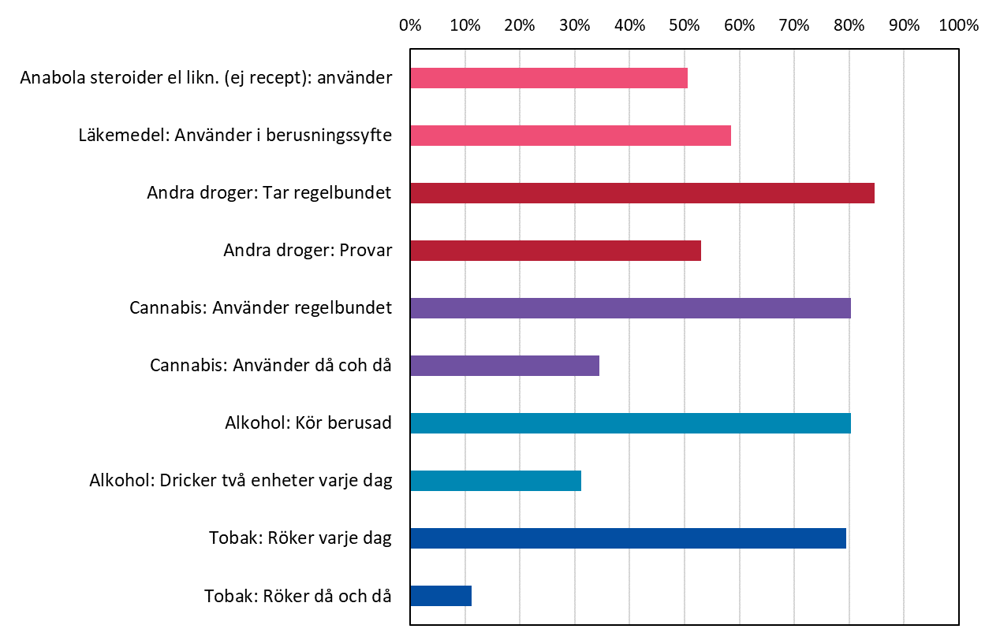 0% 10% 20% 30% 40% 50% 60% 70% 80% 90% 100%
Anabola steroider el likn. (ej recept): använder
Läkemedel: Använder i berusningssyfte
Andra droger: Tar regelbundet
Andra droger: Provar
Cannabis: Använder regelbundet
Cannabis: Använder då coh då
Alkohol: Kör berusad
Alkohol: Dricker två enheter varje dag
Tobak: Röker varje dag
Tobak: Röker då och då